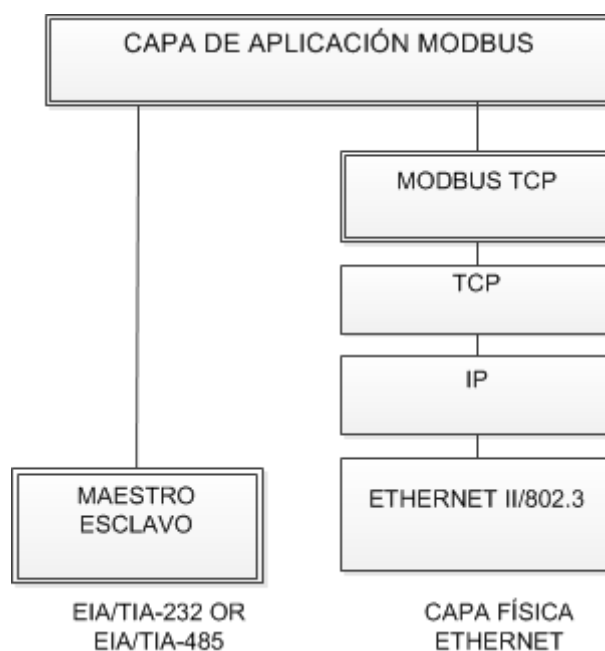 CAPA DE APLICACIÓN MODBUS
MODBUS TCP
TCP
IP
MAESTRO
ESCLAVO
ETHERNET II/802.3
EIA/TIA-232 OR
EIA/TIA-485
CAPA FÍSICA
ETHERNET